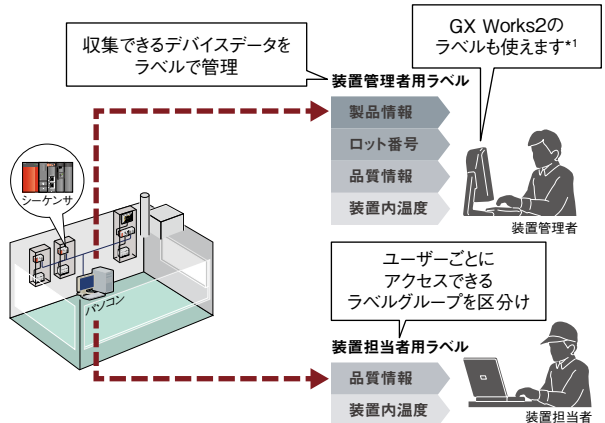 収集できるデバイスデータを
ラベルで管理
GX Works2の
ラベルも使えます*1
装置管理者用ラベル
製品情報
ロット番号
品質情報
装置内温度
装置管理者
シーケンサ
パソコン
ユーザーごとに
アクセスできる
ラベルグループを区分け
装置担当者用ラベル
品質情報
装置内温度
装置担当者